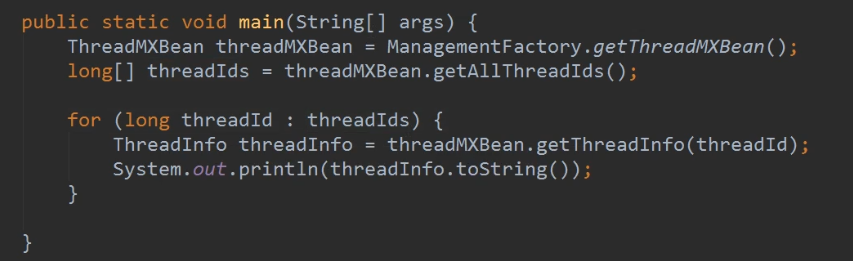 public static void main(String[] args) {
    ThreadMXBean threadMXBean = ManagementFactory.getThreadMXBean();
    long[] threadIds = threadMXBean.getAllThreadIds();
    for (long threadId : threadIds) {
        ThreadInfo threadInfo = threadMXBean.getThreadInfo(threadId);
        System.out.println(threadInfo.toString());
    }
}